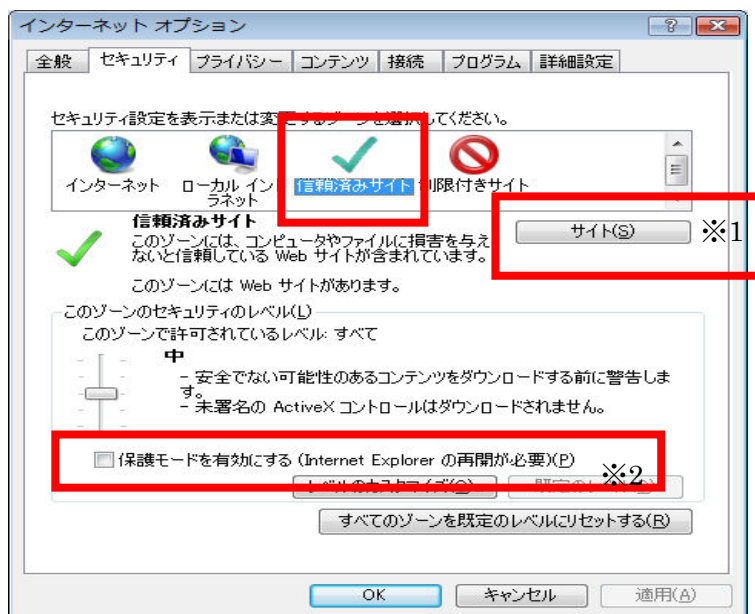 インターネット オプション
全般 セキュリティ プライバシー コンテンツ 接続 プログラム 詳細設定
セキュリティ設定を表示または変更するゾーンを選択してください。
インターネット ローカル イントラネット 信頼済みサイト 制限付きサイト
信頼済みサイト
サイト(S) ※1
このゾーンには、コンピュータやファイルに損害を与え
ないと信頼している Web サイトが含まれています。
このゾーンには Web サイトがあります。
このゾーンのセキュリティのレベル(L)
このゾーンで許可されているレベル: すべて
中
- 安全でない可能性のあるコンテンツをダウンロードする前に警告しま
す。
- 未署名の ActiveX コントロールはダウンロードされません。
保護モードを有効にする (Internet Explorer の再開が必要)(P)
※2
レベルのカスタマイズ(C) 既定のレベル(D)
すべてのゾーンを既定のレベルにリセットする(R)
OK キャンセル 適用(A)